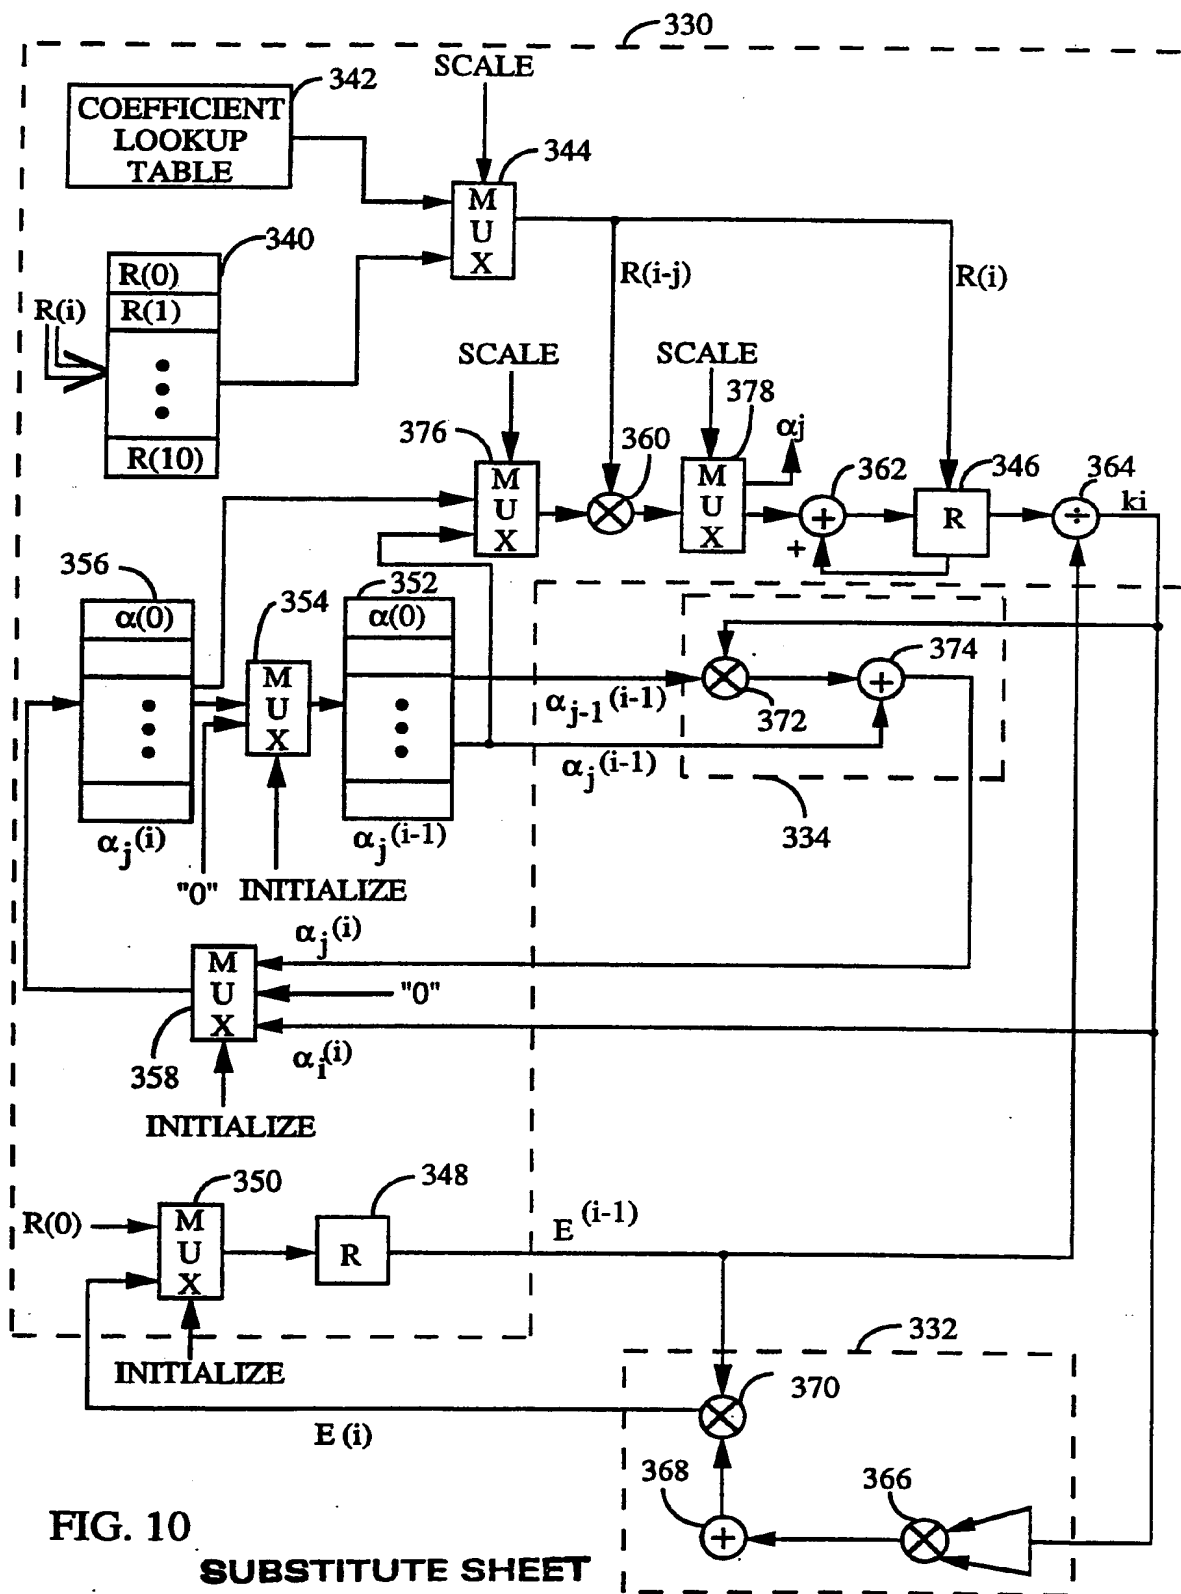 330
SCALE
342
COEFFICIENT
LOOKUP
TABLE
344
M
U
X
340
R(0)
R(1)
R(10)
R(i)
R(i-j)
R(i)
SCALE
SCALE
376
M
U
X
360
378
M
U
X
αj
362
+
+
346
R
364
÷
ki
356
α(0)
αj(i)
354
M
U
X
"0"
INITIALIZE
352
α(0)
αj(i-1)
αj-1(i-1)
αj(i-1)
372
374
+
334
αj(i)
M
U
X
"0"
αi(i)
358
INITIALIZE
350
R(0)
M
U
X
348
R
E(i-1)
INITIALIZE
332
370
E(i)
368
+
366
FIG. 10
SUBSTITUTE SHEET